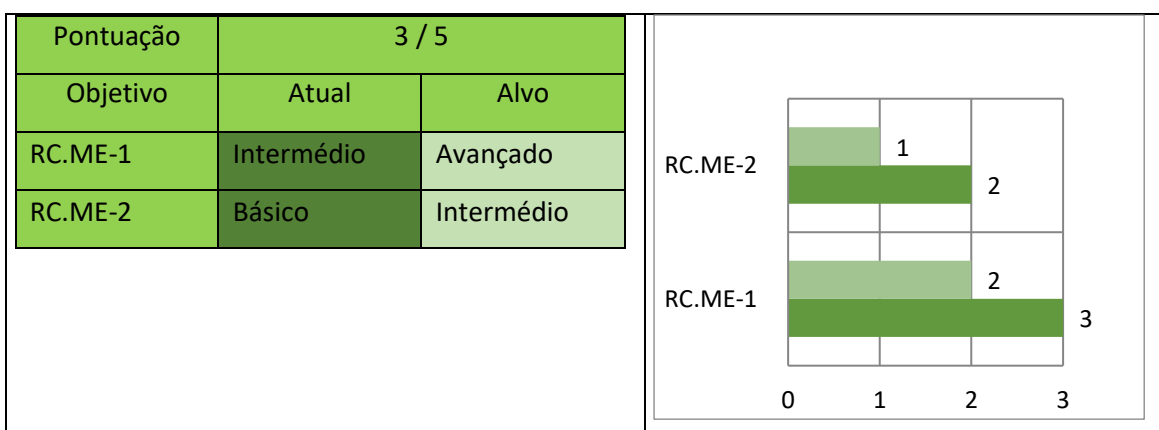 Pontuação 3 / 5
Objetivo Atual Alvo
RC.ME-1 Intermédio Avançado
RC.ME-2 Básico Intermédio
RC.ME-2
1
2
RC.ME-1
2
3
0 1 2 3